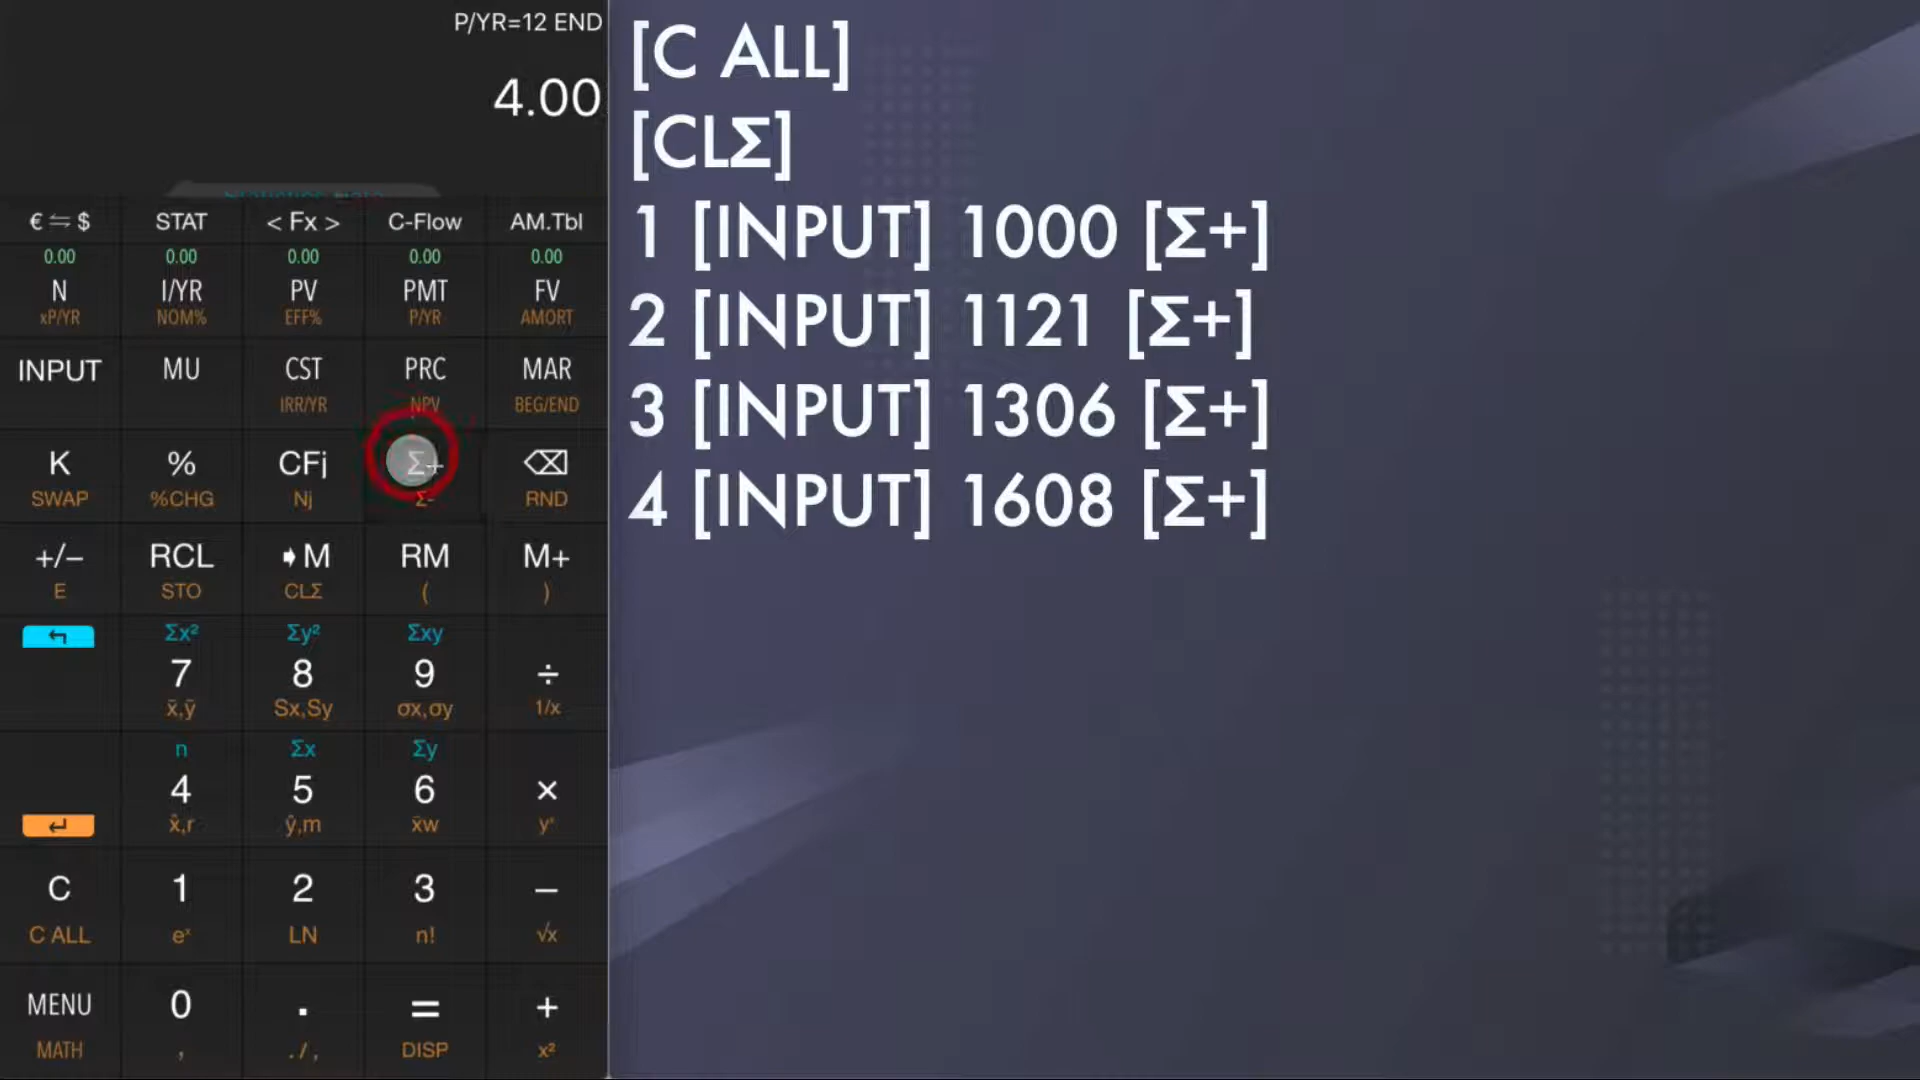 P/YR=12 END
4.00
Statistics Data
€ ⇋ $ STAT < Fx > C-Flow AM.Tbl
0.00 0.00 0.00 0.00 0.00
N I/YR PV PMT FV
xP/YR NOM% EFF% P/YR AMORT
INPUT MU CST PRC MAR
IRR/YR NPV BEG/END
K % CFj Σ+ ⌫
SWAP %CHG Nj Σ- RND
+/− RCL ➧M RM M+
E STO CLΣ ( )
↰ Σx² Σy² Σxy
7 8 9 ÷
x̄,ȳ Sx,Sy σx,σy 1/x
n Σx Σy
4 5 6 ×
↵ x̂,r ŷ,m x̄w yˣ
C 1 2 3 −
C ALL eˣ LN n! √x
MENU 0 . = +
MATH , ./, DISP x²
[C ALL]
[CLΣ]
1 [INPUT] 1000 [Σ+]
2 [INPUT] 1121 [Σ+]
3 [INPUT] 1306 [Σ+]
4 [INPUT] 1608 [Σ+]